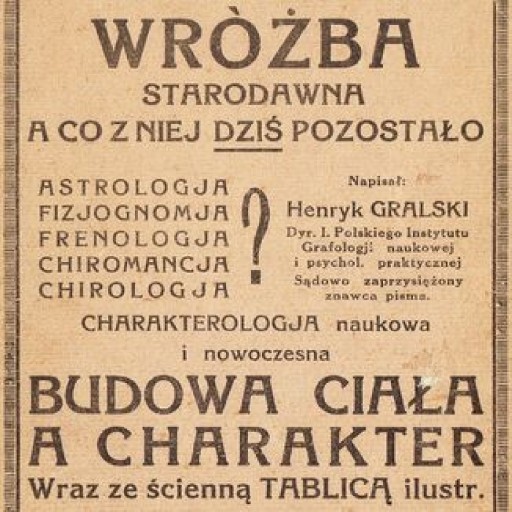 WRÒŻBA
STARODAWNA
A CO Z NIEJ DZIŚ POZOSTAŁO
ASTROLOGJA
FIZJOGNOMJA
FRENOLOGJA
CHIROMANCJA
CHIROLOGJA
?
Napisał:
Henryk GRALSKI
Dyr. I. Polskiego Instytutu
Grafologji naukowej
i psychol. praktycznej
Sądowo zaprzysiężony
znawca pisma.
CHARAKTEROLOGJA naukowa
i nowoczesna
BUDOWA CIAŁA
A CHARAKTER
Wraz ze ścienną TABLICĄ ilustr.